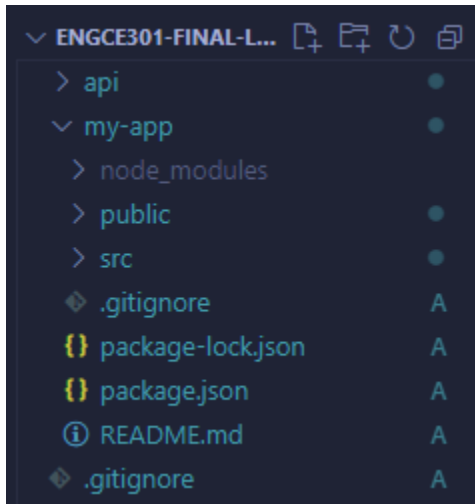 ENGCE301-FINAL-L...
api
my-app
node_modules
public
src
.gitignore A
package-lock.json A
package.json A
README.md A
.gitignore A